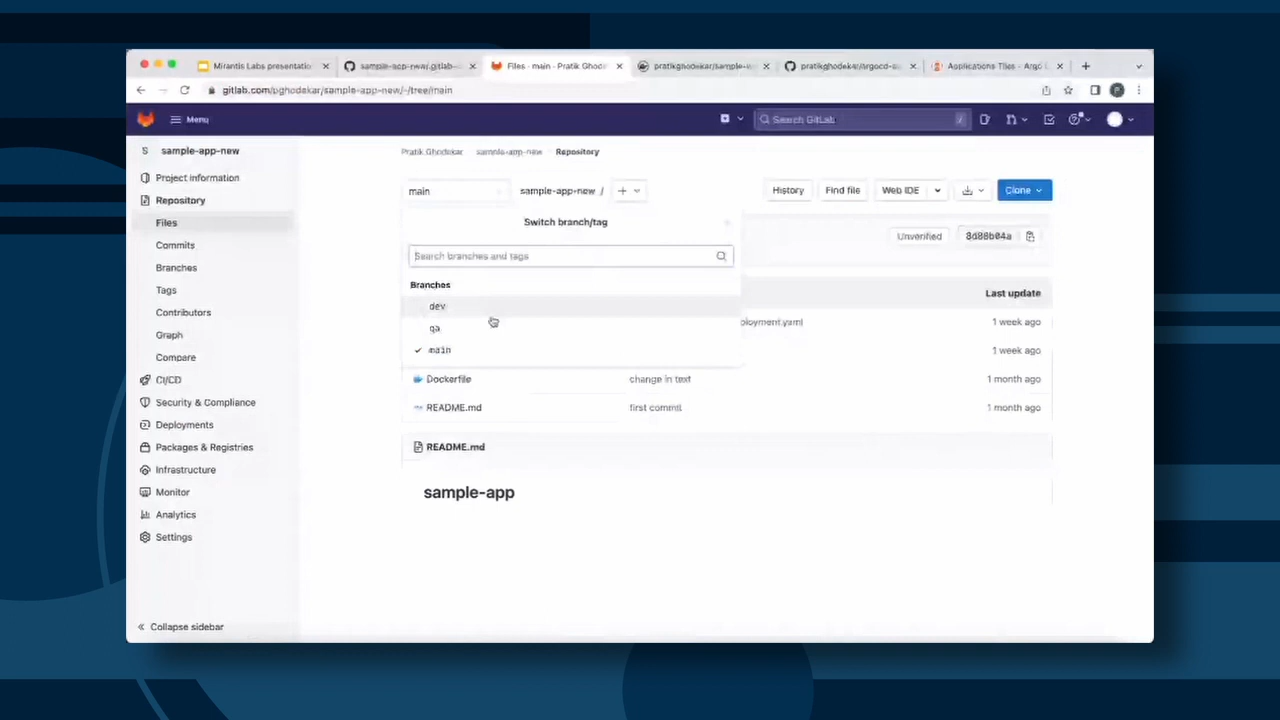 Mirantis Labs presentatio
sample-app-new/.gitlab-
Files · main · Pratik Ghode
pratikghodekar/sample-
pratikghodekar/argocd-
Applications Tiles - Argo
gitlab.com/pghodekar/sample-app-new/-/tree/main
Menu
Search GitLab
/
S sample-app-new
Pratik Ghodekar sample-app-new Repository
Project information
Repository
Files
Commits
Branches
Tags
Contributors
Graph
Compare
CI/CD
Security & Compliance
Deployments
Packages & Registries
Infrastructure
Monitor
Analytics
Settings
Collapse sidebar
main
sample-app-new /
History
Find file
Web IDE
Clone
Switch branch/tag
Search branches and tags
Branches
dev
qa
main
Unverified
8d88b04a
Last update
ployment.yaml 1 week ago
1 week ago
Dockerfile change in text 1 month ago
README.md first commit 1 month ago
README.md
sample-app